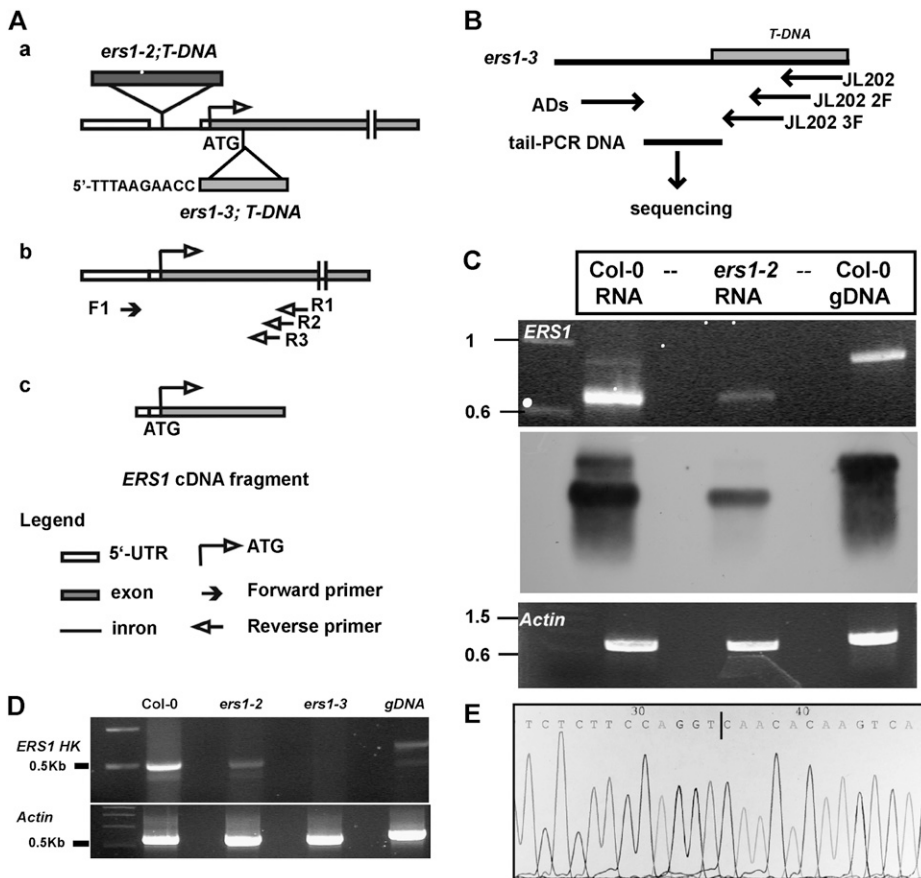 A
a
ers1-2;T-DNA
ATG
5'-TTTAAGAACC
ers1-3; T-DNA
b
F1
R1
R2
R3
c
ATG
ERS1 cDNA fragment
Legend
5'-UTR
ATG
exon
Forward primer
inron
Reverse primer
B
T-DNA
ers1-3
JL202
ADs
JL202 2F
JL202 3F
tail-PCR DNA
sequencing
C
Col-0 -- ers1-2 -- Col-0
RNA RNA gDNA
ERS1
1
0.6
Actin
1.5
0.6
D
Col-0 ers1-2 ers1-3 gDNA
ERS1 HK
0.5Kb
Actin
0.5Kb
E
30 40
T C T C T T C C A G G T C A A C A C A A G T C A